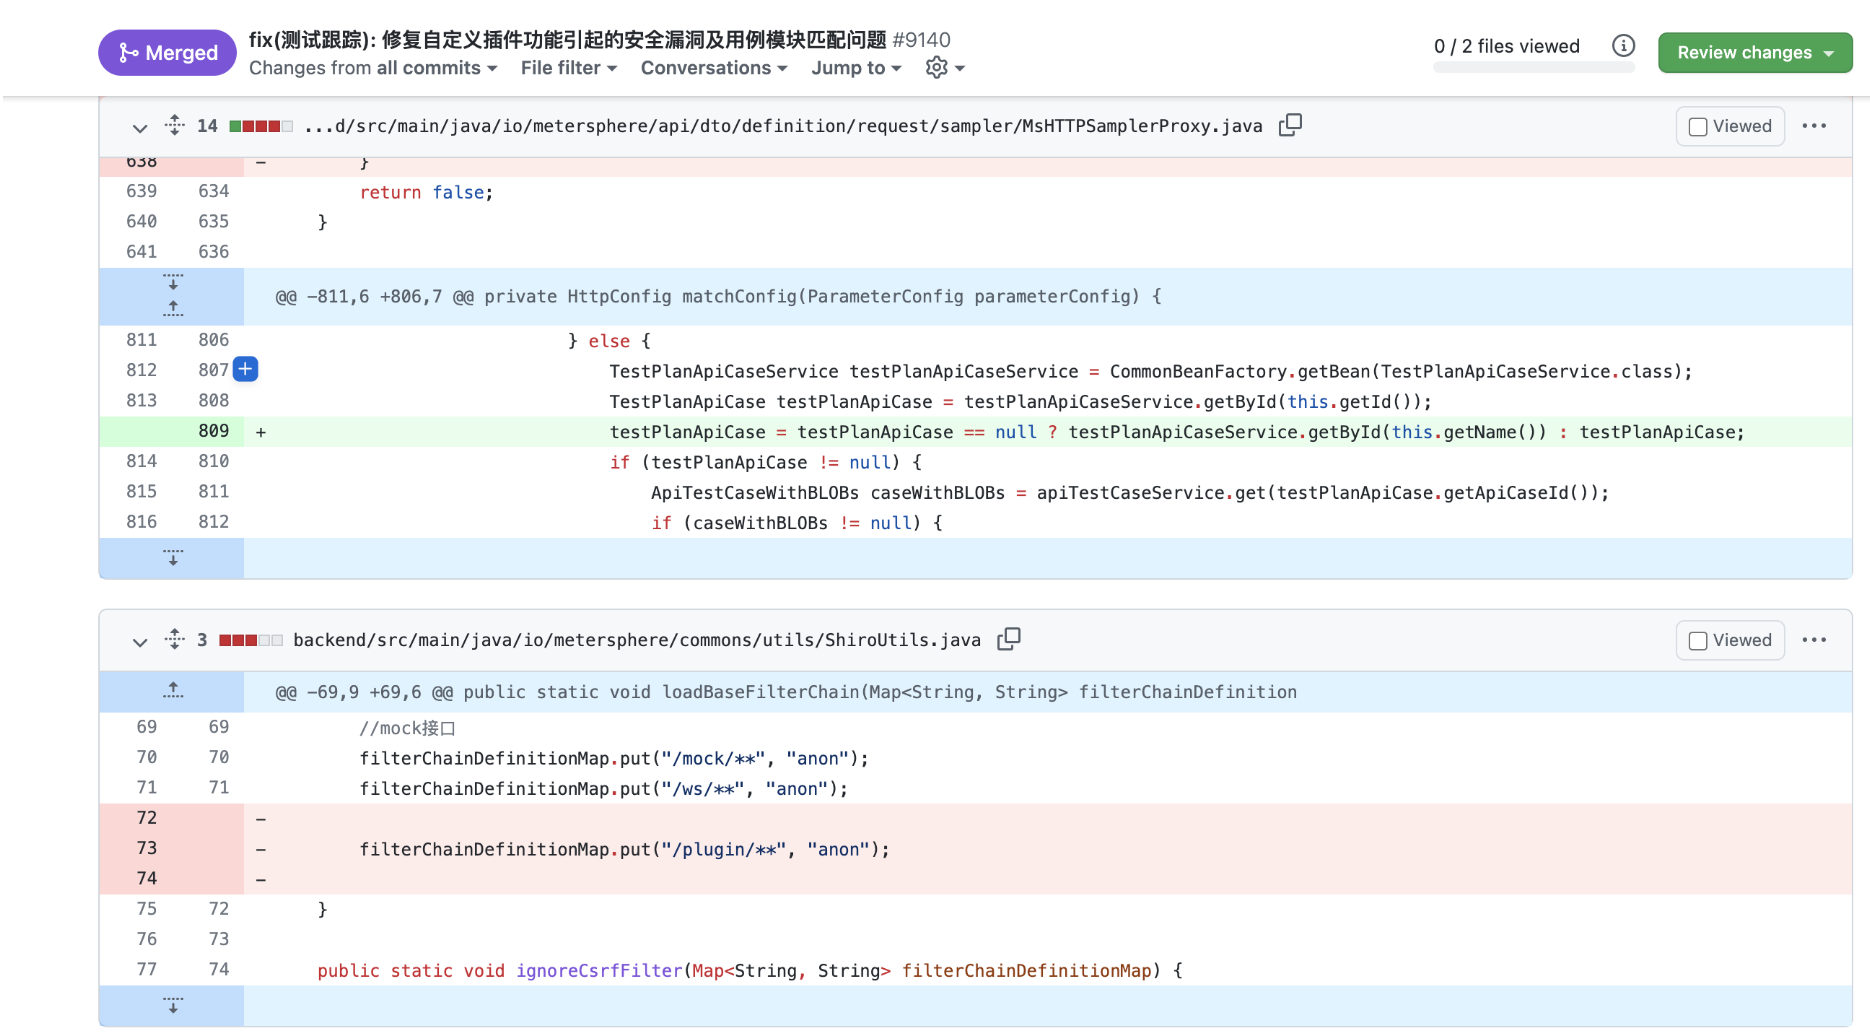 Merged
fix(测试跟踪): 修复自定义插件功能引起的安全漏洞及用例模块匹配问题 #9140
Changes from all commits File filter Conversations Jump to
0 / 2 files viewed
Review changes
14 ...d/src/main/java/io/metersphere/api/dto/definition/request/sampler/MsHTTPSamplerProxy.java Viewed
638 - }
639 634 return false;
640 635 }
641 636
@@ -811,6 +806,7 @@ private HttpConfig matchConfig(ParameterConfig parameterConfig) {
811 806 } else {
812 807 TestPlanApiCaseService testPlanApiCaseService = CommonBeanFactory.getBean(TestPlanApiCaseService.class);
813 808 TestPlanApiCase testPlanApiCase = testPlanApiCaseService.getById(this.getId());
809 + testPlanApiCase = testPlanApiCase == null ? testPlanApiCaseService.getById(this.getName()) : testPlanApiCase;
814 810 if (testPlanApiCase != null) {
815 811 ApiTestCaseWithBLOBs caseWithBLOBs = apiTestCaseService.get(testPlanApiCase.getApiCaseId());
816 812 if (caseWithBLOBs != null) {
3 backend/src/main/java/io/metersphere/commons/utils/ShiroUtils.java Viewed
@@ -69,9 +69,6 @@ public static void loadBaseFilterChain(Map<String, String> filterChainDefinition
69 69 //mock接口
70 70 filterChainDefinitionMap.put("/mock/**", "anon");
71 71 filterChainDefinitionMap.put("/ws/**", "anon");
72 -
73 - filterChainDefinitionMap.put("/plugin/**", "anon");
74 -
75 72 }
76 73
77 74 public static void ignoreCsrfFilter(Map<String, String> filterChainDefinitionMap) {